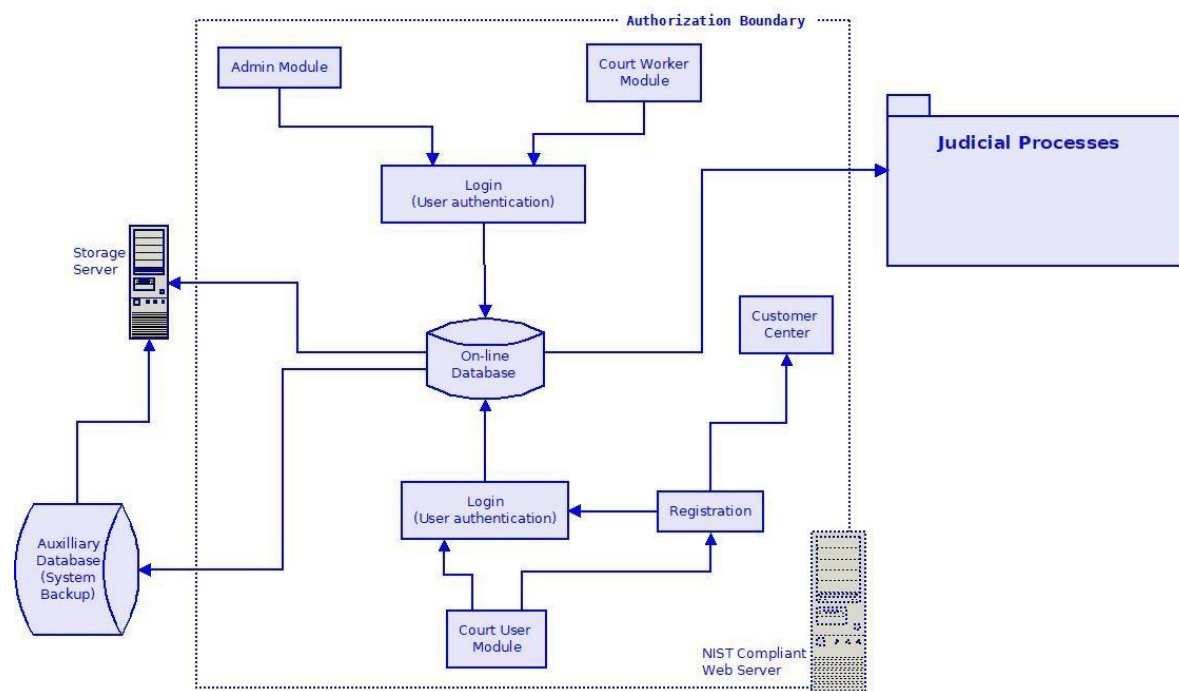 Authorization Boundary
Admin Module
Court Worker
Module
Judicial Processes
Login
(User authentication)
Storage
Server
Customer
Center
On-line
Database
Login
(User authentication)
Registration
Auxilliary
Database
(System
Backup)
Court User
Module
NIST Compliant
Web Server